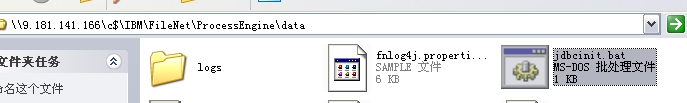 \\9.181.141.166\c$\IBM\FileNet\ProcessEngine\data
文件夹任务
命名这个文件
logs
fnlog4j.properti...
SAMPLE 文件
6 KB
jdbcinit.bat
MS-DOS 批处理文件
1 KB